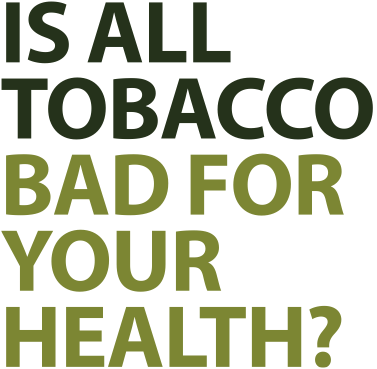 IS ALL
TOBACCO
BAD FOR
YOUR
HEALTH?